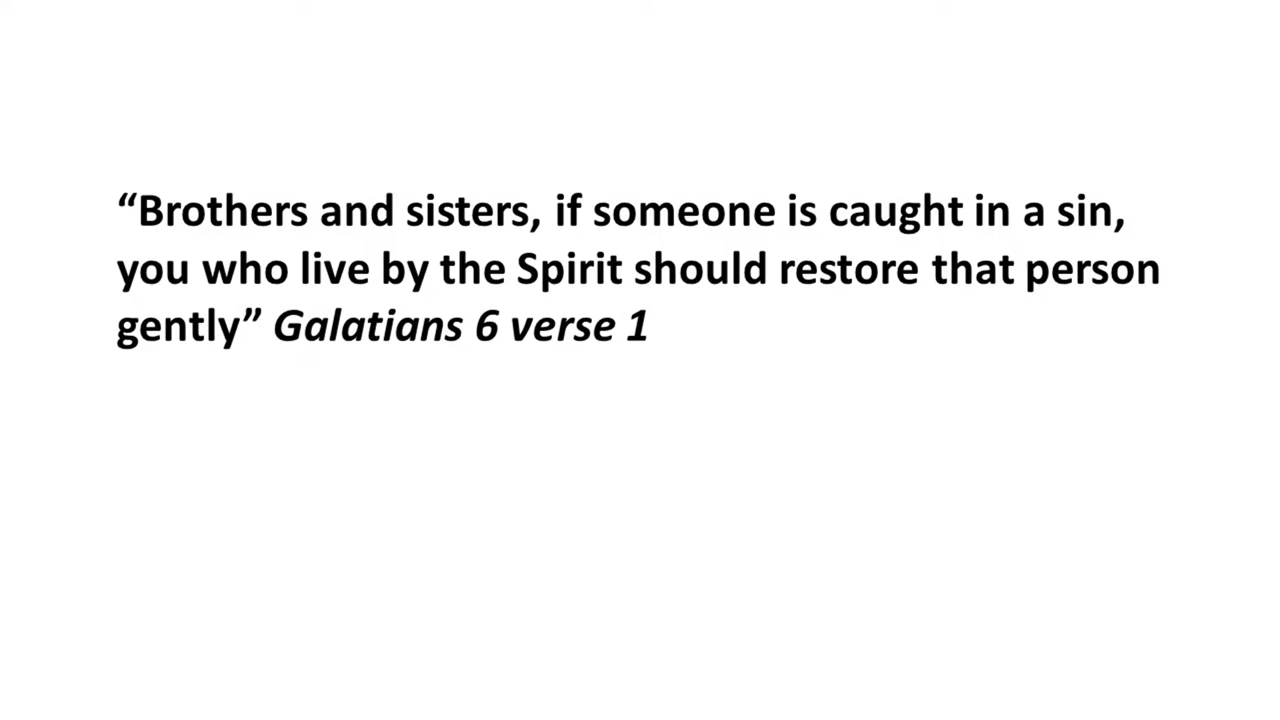 “Brothers and sisters, if someone is caught in a sin,
you who live by the Spirit should restore that person
gently” Galatians 6 verse 1